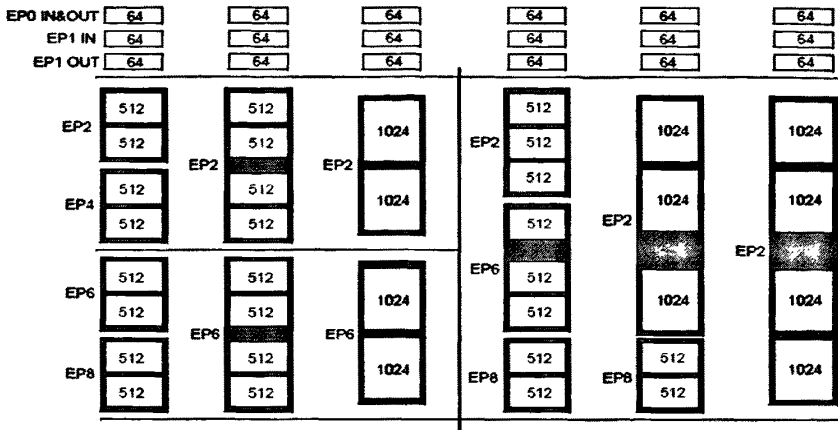 EP0 IN&OUT 64 64 64 64 64 64
EP1 IN 64 64 64 64 64 64
EP1 OUT 64 64 64 64 64 64
512 512 512
EP2 1024 EP2 1024 1024
512 512 512
EP2 EP2
512 512 512
EP4 1024 1024 1024
512 512 512 EP2
EP2
512 512 EP6 512
EP6 1024 1024 1024
512 512 512
EP6 EP6
512 512 512 512
EP8 1024 EP8 EP8 1024
512 512 512 512